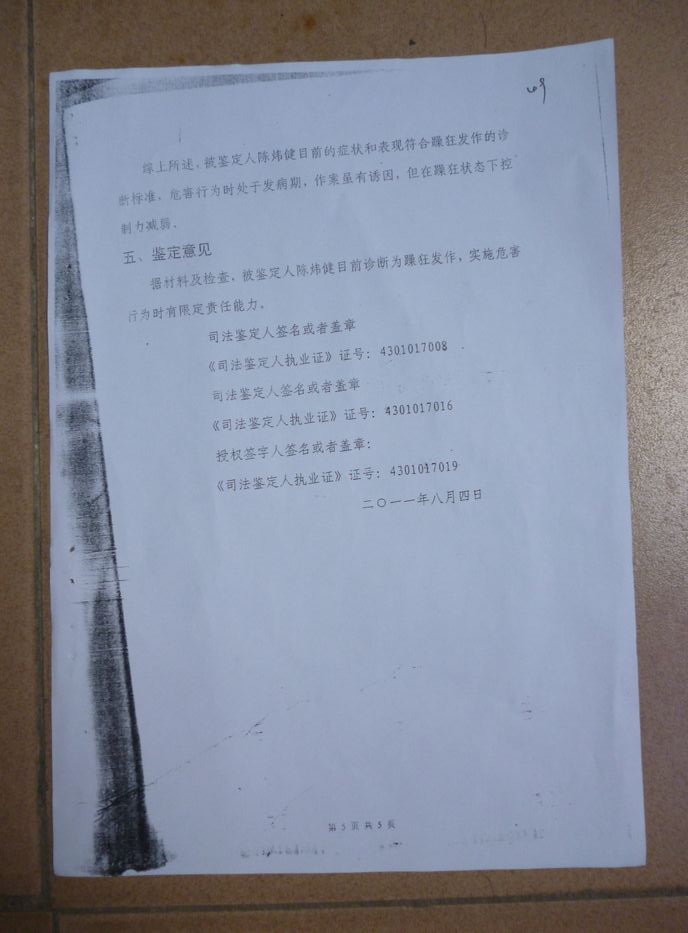 69
综上所述，被鉴定人陈炜健目前的症状和表现符合躁狂发作的诊
断标准，危害行为时处于发病期，作案虽有诱因，但在躁狂状态下控
制力减弱。
五、鉴定意见
据材料及检查，被鉴定人陈炜健目前诊断为躁狂发作，实施危害
行为时有限定责任能力。
司法鉴定人签名或者盖章
《司法鉴定人执业证》证号：4301017008
司法鉴定人签名或者盖章
《司法鉴定人执业证》证号：4301017016
授权签字人签名或者盖章：
《司法鉴定人执业证》证号：4301017019
二〇一一年八月四日
第 5 页 共 5 页